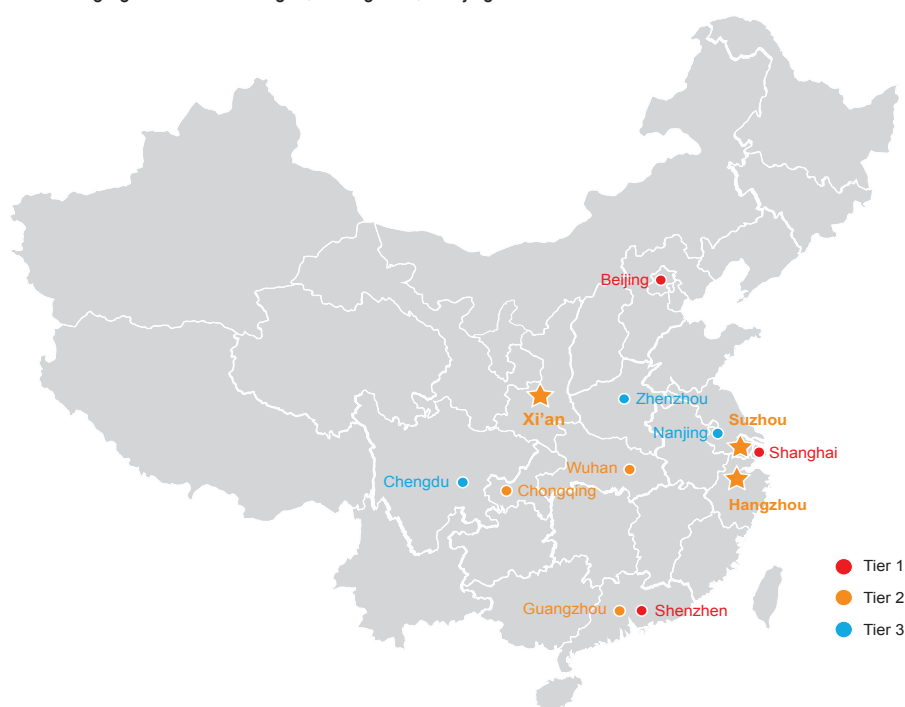 Beijing
Zhenzhou
Xi'an
Suzhou
Nanjing
Shanghai
Wuhan
Chengdu
Chongqing
Hangzhou
Tier 1
Tier 2
Guangzhou
Shenzhen
Tier 3